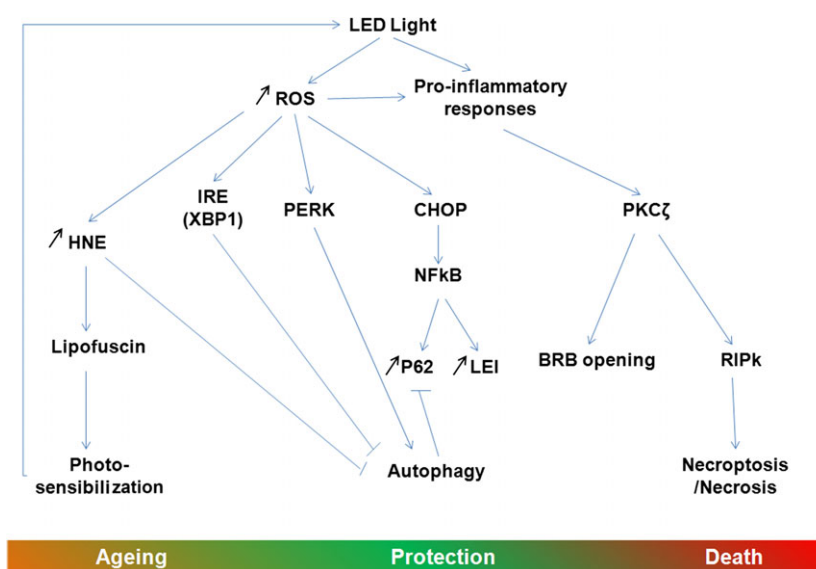 LED Light
ROS
Pro-inflammatory
responses
IRE
(XBP1)
PERK
CHOP
PKCζ
HNE
NFkB
Lipofuscin
P62
LEI
BRB opening
RIPk
Photo-
sensibilization
Autophagy
Necroptosis
/Necrosis
Ageing
Protection
Death